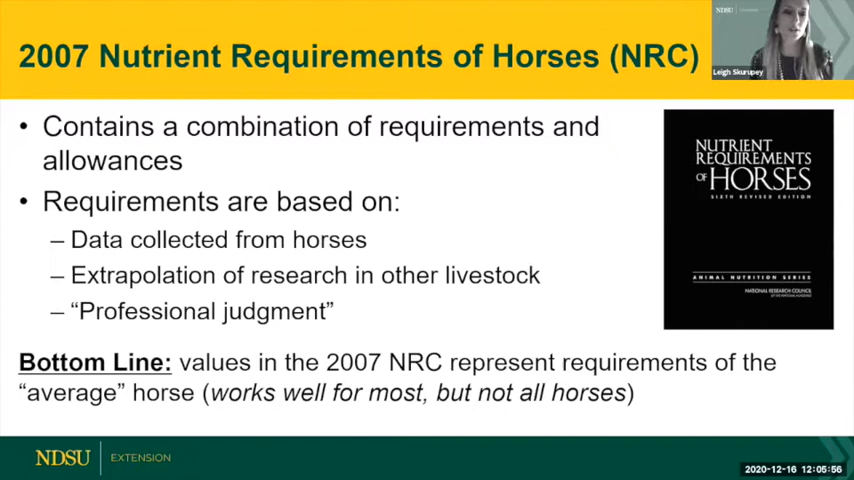 2007 Nutrient Requirements of Horses (NRC)
NDSU
Leigh Skurupey
• Contains a combination of requirements and
allowances
• Requirements are based on:
– Data collected from horses
– Extrapolation of research in other livestock
– “Professional judgment”
NUTRIENT
REQUIREMENTS
OF HORSES
SIXTH REVISED EDITION
ANIMAL NUTRITION SERIES
NATIONAL RESEARCH COUNCIL
Bottom Line: values in the 2007 NRC represent requirements of the
“average” horse (works well for most, but not all horses)
NDSU EXTENSION
2020-12-16 12:05:56